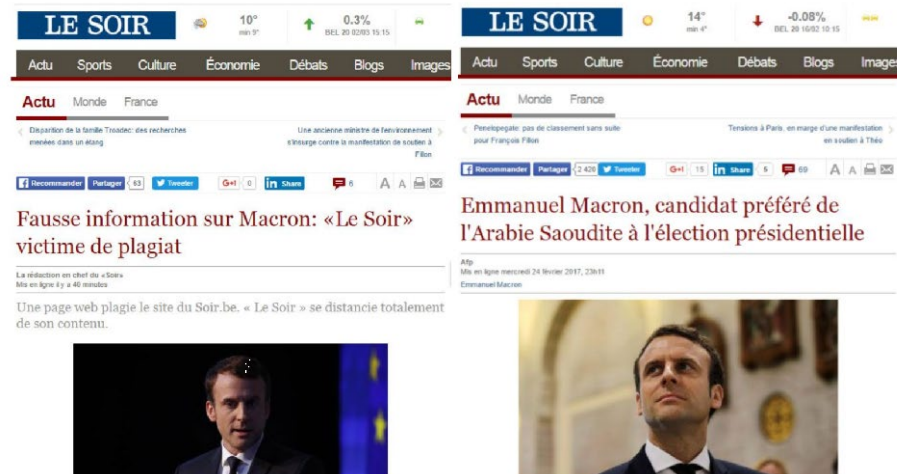 LE SOIR
10°
min 9°
0.3%
BEL 20 02/03 15:15
Actu Sports Culture Économie Débats Blogs Images
Actu Monde France
Disparition de la famille Troadec: des recherches
menées dans un étang
Une ancienne ministre de l'environnement
s'insurge contre la manifestation de soutien à
Fillon
Recommander Partager 63 Tweeter G+1 0 in Share 6 A A
Fausse information sur Macron: «Le Soir»
victime de plagiat
La rédaction en chef du «Soir»
Mis en ligne il y a 40 minutes
Une page web plagie le site du Soir.be. « Le Soir » se distancie totalement
de son contenu.
LE SOIR
14°
min 4°
-0.08%
BEL 20 16/02 10:15
Actu Sports Culture Économie Débats Blogs Images
Actu Monde France
Penelopegate: pas de classement sans suite
pour François Fillon
Tensions à Paris, en marge d'une manifestation
en soutien à Théo
Recommander Partager 2 420 Tweeter G+1 15 in Share 5 69 A A
Emmanuel Macron, candidat préféré de
l'Arabie Saoudite à l'élection présidentielle
Afp
Mis en ligne mercredi 24 février 2017, 23h11
Emmanuel Macron